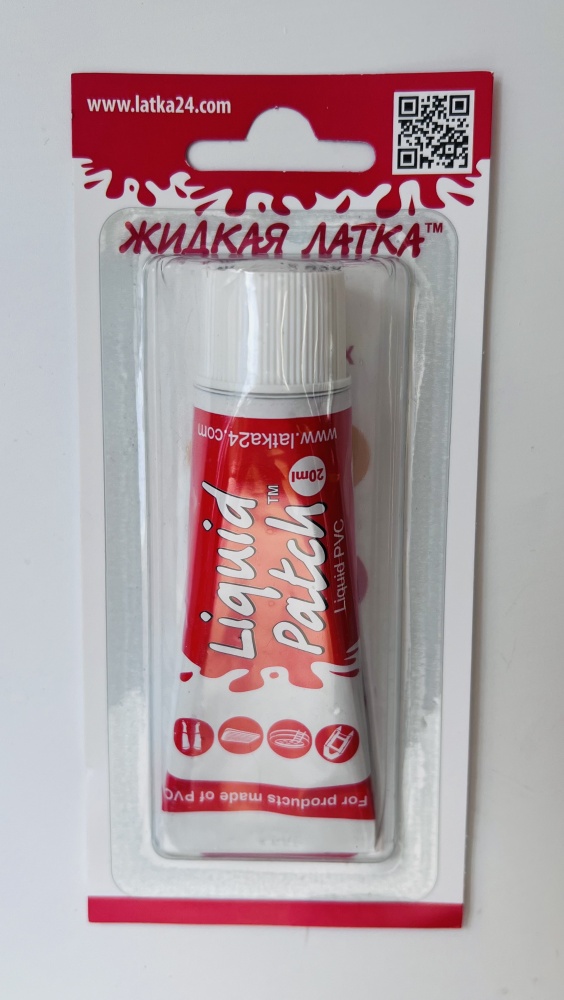 www.latka24.com
ЖИДКАЯ ЛАТКА™
www.latka24.com
20ml
Liquid
Patch™
Liquid PVC
For products made of PVC